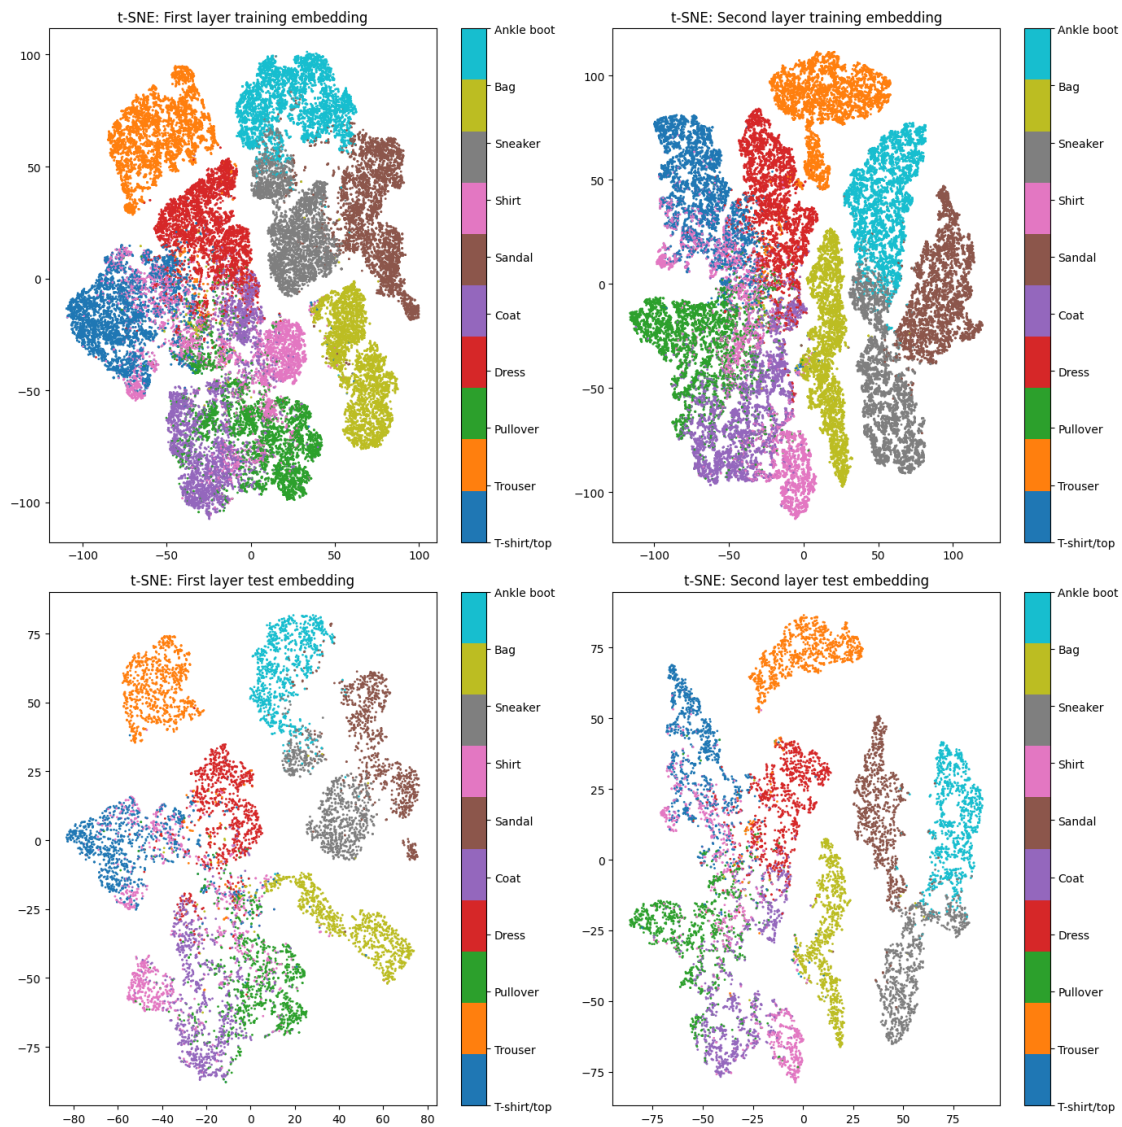 t-SNE: First layer training embedding
100
50
0
−50
−100
−100
−50
0
50
100
Ankle boot
Bag
Sneaker
Shirt
Sandal
Coat
Dress
Pullover
Trouser
T-shirt/top
t-SNE: Second layer training embedding
100
50
0
−50
−100
−100
−50
0
50
100
Ankle boot
Bag
Sneaker
Shirt
Sandal
Coat
Dress
Pullover
Trouser
T-shirt/top
t-SNE: First layer test embedding
75
50
25
0
−25
−50
−75
−80
−60
−40
−20
0
20
40
60
80
Ankle boot
Bag
Sneaker
Shirt
Sandal
Coat
Dress
Pullover
Trouser
T-shirt/top
t-SNE: Second layer test embedding
75
50
25
0
−25
−50
−75
−75
−50
−25
0
25
50
75
Ankle boot
Bag
Sneaker
Shirt
Sandal
Coat
Dress
Pullover
Trouser
T-shirt/top